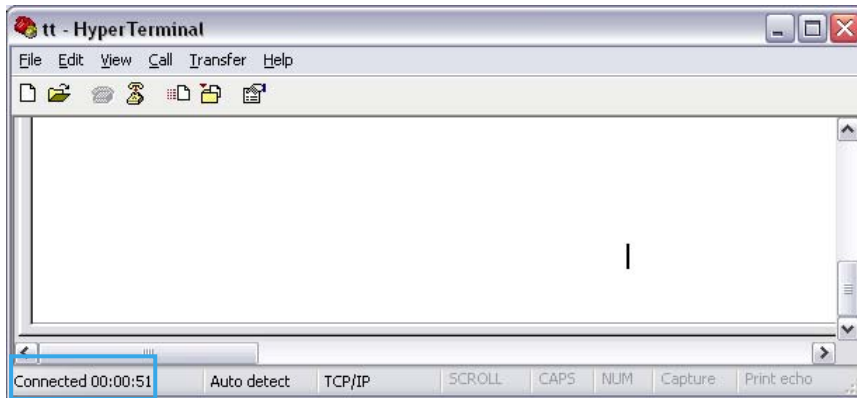 tt - HyperTerminal
File Edit View Call Transfer Help
Connected 00:00:51 Auto detect TCP/IP SCROLL CAPS NUM Capture Print echo